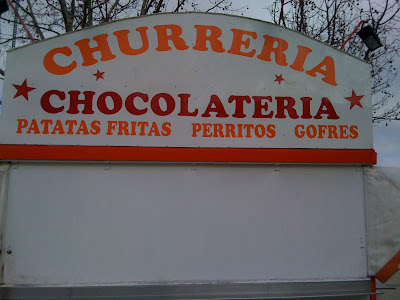 CHURRERIA
CHOCOLATERIA
PATATAS FRITAS PERRITOS GOFRES